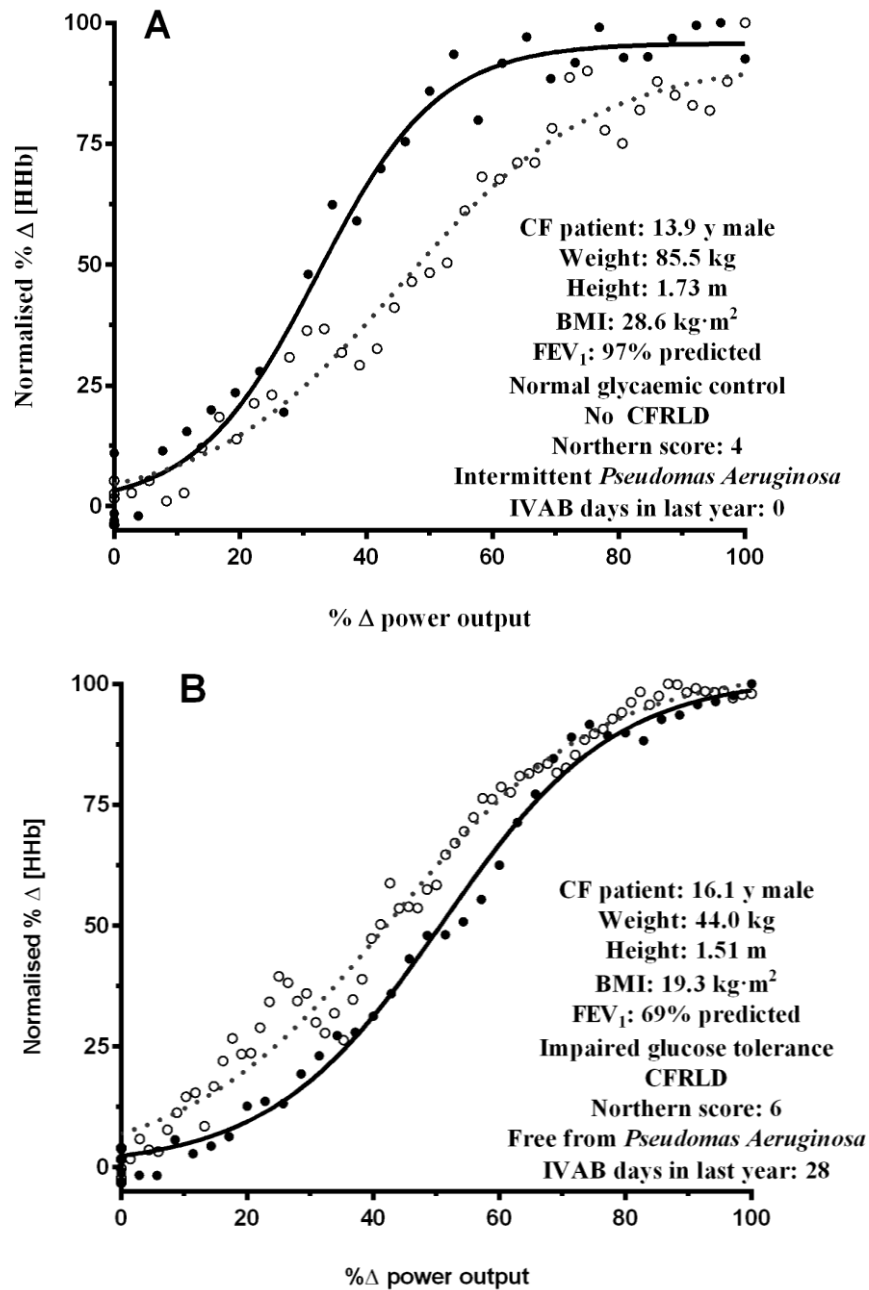 A
100
75
50
25
0
Normalised % Δ [HHb]
CF patient: 13.9 y male
Weight: 85.5 kg
Height: 1.73 m
BMI: 28.6 kg·m²
FEV₁: 97% predicted
Normal glycaemic control
No CFRLD
Northern score: 4
Intermittent Pseudomas Aeruginosa
IVAB days in last year: 0
0 20 40 60 80 100
% Δ power output
B
100
75
50
25
0
Normalised % Δ [HHb]
CF patient: 16.1 y male
Weight: 44.0 kg
Height: 1.51 m
BMI: 19.3 kg·m²
FEV₁: 69% predicted
Impaired glucose tolerance
CFRLD
Northern score: 6
Free from Pseudomas Aeruginosa
IVAB days in last year: 28
0 20 40 60 80 100
%Δ power output